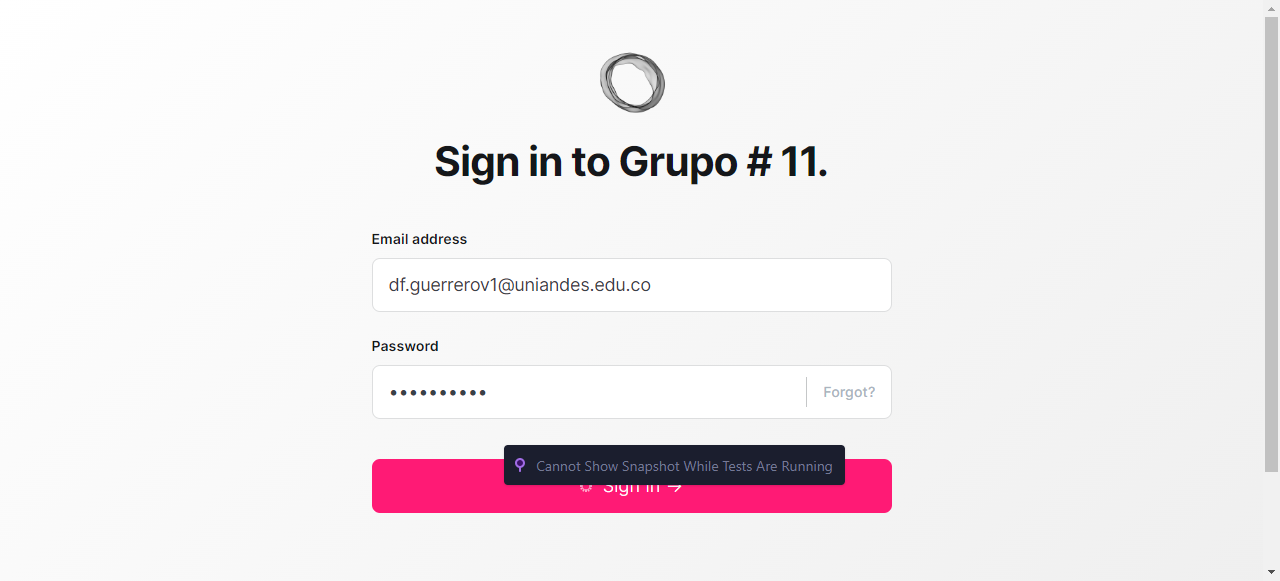 Sign in to Grupo # 11.
Email address
df.guerrerov1@uniandes.edu.co
Password
Forgot?
Cannot Show Snapshot While Tests Are Running
Sign in →